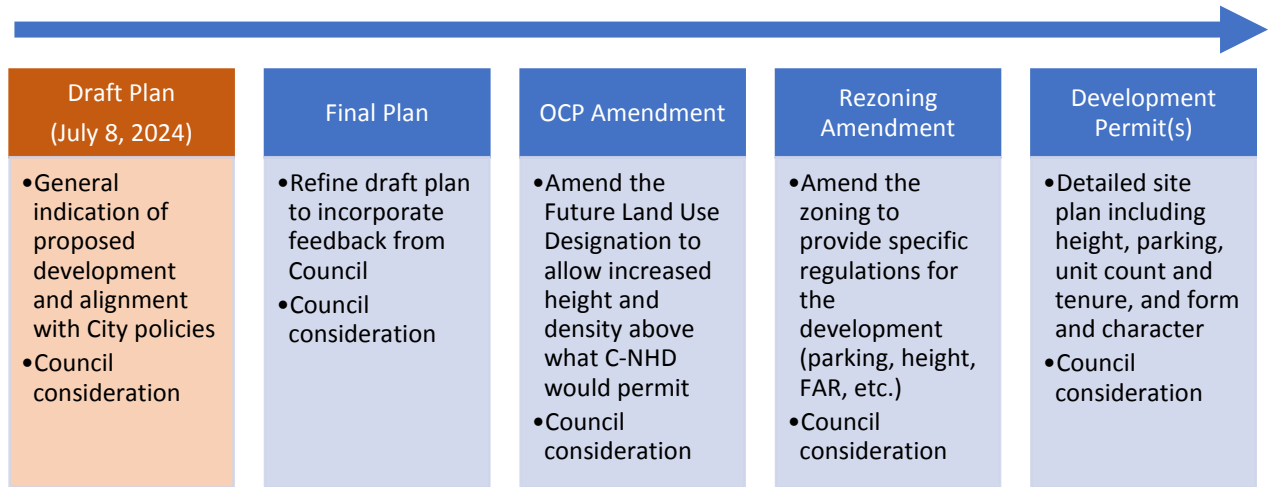 Draft Plan
(July 8, 2024)
•General
indication of
proposed
development
and alignment
with City policies
•Council
consideration
Final Plan
•Refine draft plan
to incorporate
feedback from
Council
•Council
consideration
OCP Amendment
•Amend the
Future Land Use
Designation to
allow increased
height and
density above
what C-NHD
would permit
•Council
consideration
Rezoning
Amendment
•Amend the
zoning to
provide specific
regulations for
the
development
(parking, height,
FAR, etc.)
•Council
consideration
Development
Permit(s)
•Detailed site
plan including
height, parking,
unit count and
tenure, and form
and character
•Council
consideration